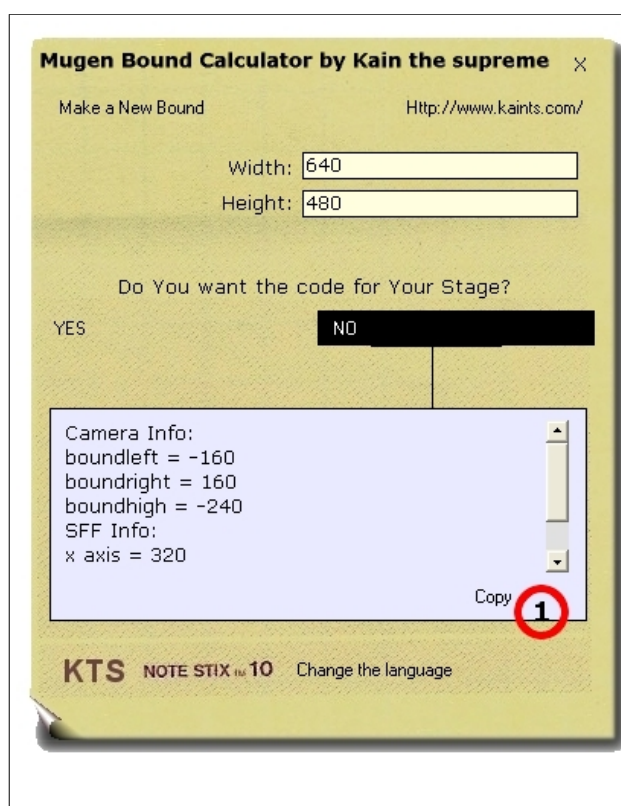 Mugen Bound Calculator by Kain the supreme X
Make a New Bound Http://www.kaints.com/
Width: 640
Height: 480
Do You want the code for Your Stage?
YES NO
Camera Info:
boundleft = -160
boundright = 160
boundhigh = -240
SFF Info:
x axis = 320
Copy 1
KTS NOTE STIX TM 10 Change the language